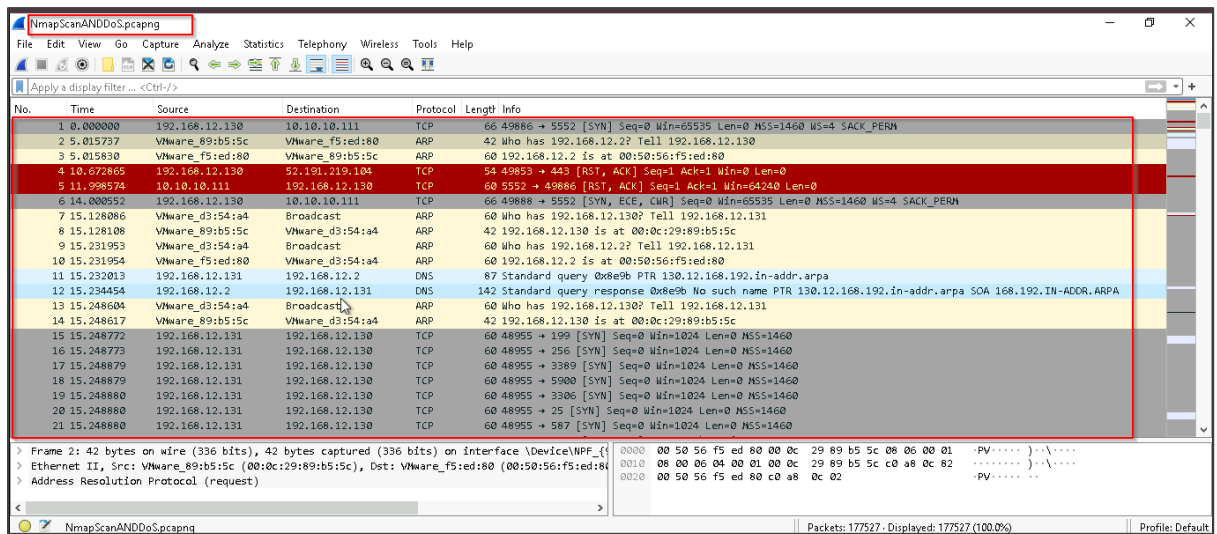 NmapScanANDDoS.pcapng
File Edit View Go Capture Analyze Statistics Telephony Wireless Tools Help
Apply a display filter ... <Ctrl-/>
No. Time Source Destination Protocol Length Info
1 0.000000 192.168.12.130 10.10.10.111 TCP 66 49886 → 5552 [SYN] Seq=0 Win=65535 Len=0 MSS=1460 WS=4 SACK_PERM
2 5.015737 VMware_89:b5:5c VMware_f5:ed:80 ARP 42 Who has 192.168.12.2? Tell 192.168.12.130
3 5.015830 VMware_f5:ed:80 VMware_89:b5:5c ARP 60 192.168.12.2 is at 00:50:56:f5:ed:80
4 10.672865 192.168.12.130 52.191.219.104 TCP 54 49853 → 443 [RST, ACK] Seq=1 Ack=1 Win=0 Len=0
5 11.998574 10.10.10.111 192.168.12.130 TCP 60 5552 → 49886 [RST, ACK] Seq=1 Ack=1 Win=64240 Len=0
6 14.000552 192.168.12.130 10.10.10.111 TCP 66 49888 → 5552 [SYN, ECE, CWR] Seq=0 Win=65535 Len=0 MSS=1460 WS=4 SACK_PERM
7 15.128086 VMware_d3:54:a4 Broadcast ARP 60 Who has 192.168.12.130? Tell 192.168.12.131
8 15.128108 VMware_89:b5:5c VMware_d3:54:a4 ARP 42 192.168.12.130 is at 00:0c:29:89:b5:5c
9 15.231953 VMware_d3:54:a4 Broadcast ARP 60 Who has 192.168.12.2? Tell 192.168.12.131
10 15.231954 VMware_f5:ed:80 VMware_d3:54:a4 ARP 60 192.168.12.2 is at 00:50:56:f5:ed:80
11 15.232013 192.168.12.131 192.168.12.2 DNS 87 Standard query 0x8e9b PTR 130.12.168.192.in-addr.arpa
12 15.234454 192.168.12.2 192.168.12.131 DNS 142 Standard query response 0x8e9b No such name PTR 130.12.168.192.in-addr.arpa SOA 168.192.IN-ADDR.ARPA
13 15.248604 VMware_d3:54:a4 Broadcast ARP 60 Who has 192.168.12.130? Tell 192.168.12.131
14 15.248617 VMware_89:b5:5c VMware_d3:54:a4 ARP 42 192.168.12.130 is at 00:0c:29:89:b5:5c
15 15.248772 192.168.12.131 192.168.12.130 TCP 60 48955 → 199 [SYN] Seq=0 Win=1024 Len=0 MSS=1460
16 15.248773 192.168.12.131 192.168.12.130 TCP 60 48955 → 256 [SYN] Seq=0 Win=1024 Len=0 MSS=1460
17 15.248879 192.168.12.131 192.168.12.130 TCP 60 48955 → 3389 [SYN] Seq=0 Win=1024 Len=0 MSS=1460
18 15.248879 192.168.12.131 192.168.12.130 TCP 60 48955 → 5900 [SYN] Seq=0 Win=1024 Len=0 MSS=1460
19 15.248880 192.168.12.131 192.168.12.130 TCP 60 48955 → 3306 [SYN] Seq=0 Win=1024 Len=0 MSS=1460
20 15.248880 192.168.12.131 192.168.12.130 TCP 60 48955 → 25 [SYN] Seq=0 Win=1024 Len=0 MSS=1460
21 15.248880 192.168.12.131 192.168.12.130 TCP 60 48955 → 587 [SYN] Seq=0 Win=1024 Len=0 MSS=1460
Frame 2: 42 bytes on wire (336 bits), 42 bytes captured (336 bits) on interface \Device\NPF_{
Ethernet II, Src: VMware_89:b5:5c (00:0c:29:89:b5:5c), Dst: VMware_f5:ed:80 (00:50:56:f5:ed:8
Address Resolution Protocol (request)
0000 00 50 56 f5 ed 80 00 0c 29 89 b5 5c 08 06 00 01 ·PV····· )··\····
0010 08 00 06 04 00 01 00 0c 29 89 b5 5c c0 a8 0c 82 ········ )··\····
0020 00 50 56 f5 ed 80 c0 a8 0c 02 ·PV····· ··
NmapScanANDDoS.pcapng
Packets: 177527 · Displayed: 177527 (100.0%)
Profile: Default